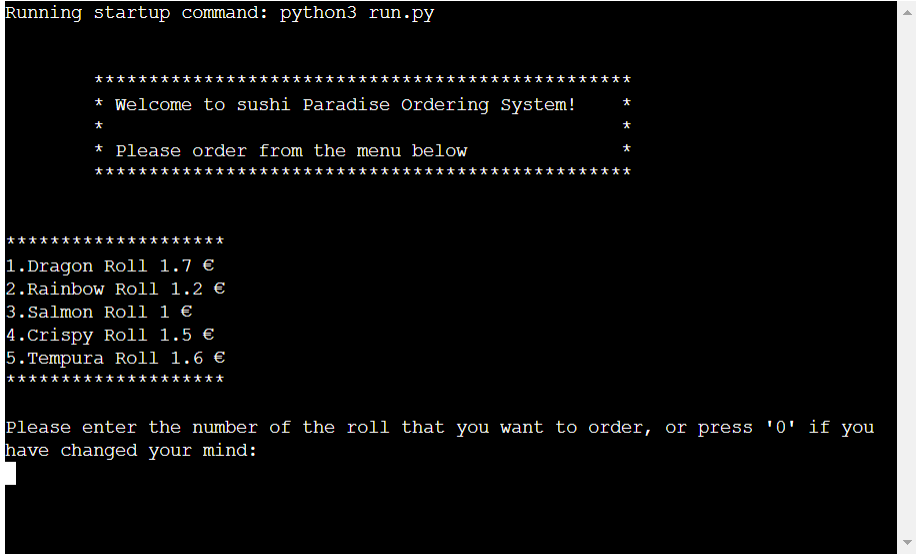 Running startup command: python3 run.py
*************************************************
* Welcome to sushi Paradise Ordering System!    *
*                                               *
* Please order from the menu below              *
*************************************************
********************
1.Dragon Roll 1.7 €
2.Rainbow Roll 1.2 €
3.Salmon Roll 1 €
4.Crispy Roll 1.5 €
5.Tempura Roll 1.6 €
********************
Please enter the number of the roll that you want to order, or press '0' if you
have changed your mind: